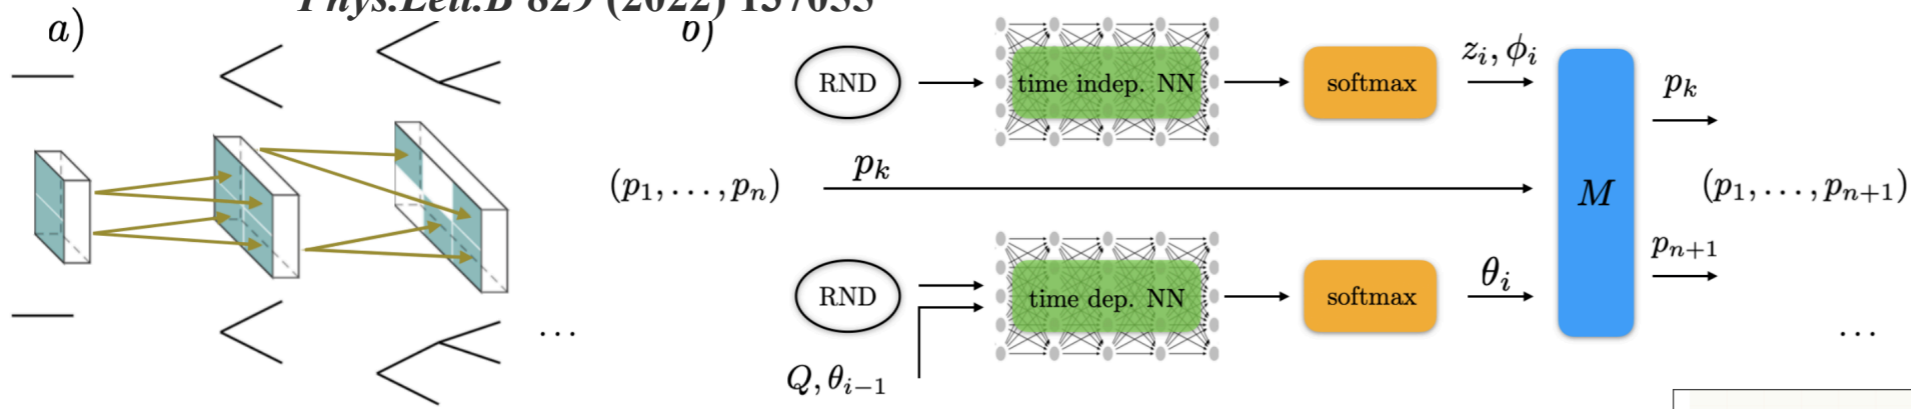 Phys.Lett.B 829 (2022) 137055
a)
b)
RND
time indep. NN
softmax
z_i, ϕ_i
M
p_k
(p_1, . . . , p_n)
p_k
(p_1, . . . , p_{n+1})
RND
time dep. NN
softmax
θ_i
p_{n+1}
Q, θ_{i−1}
. . .
. . .